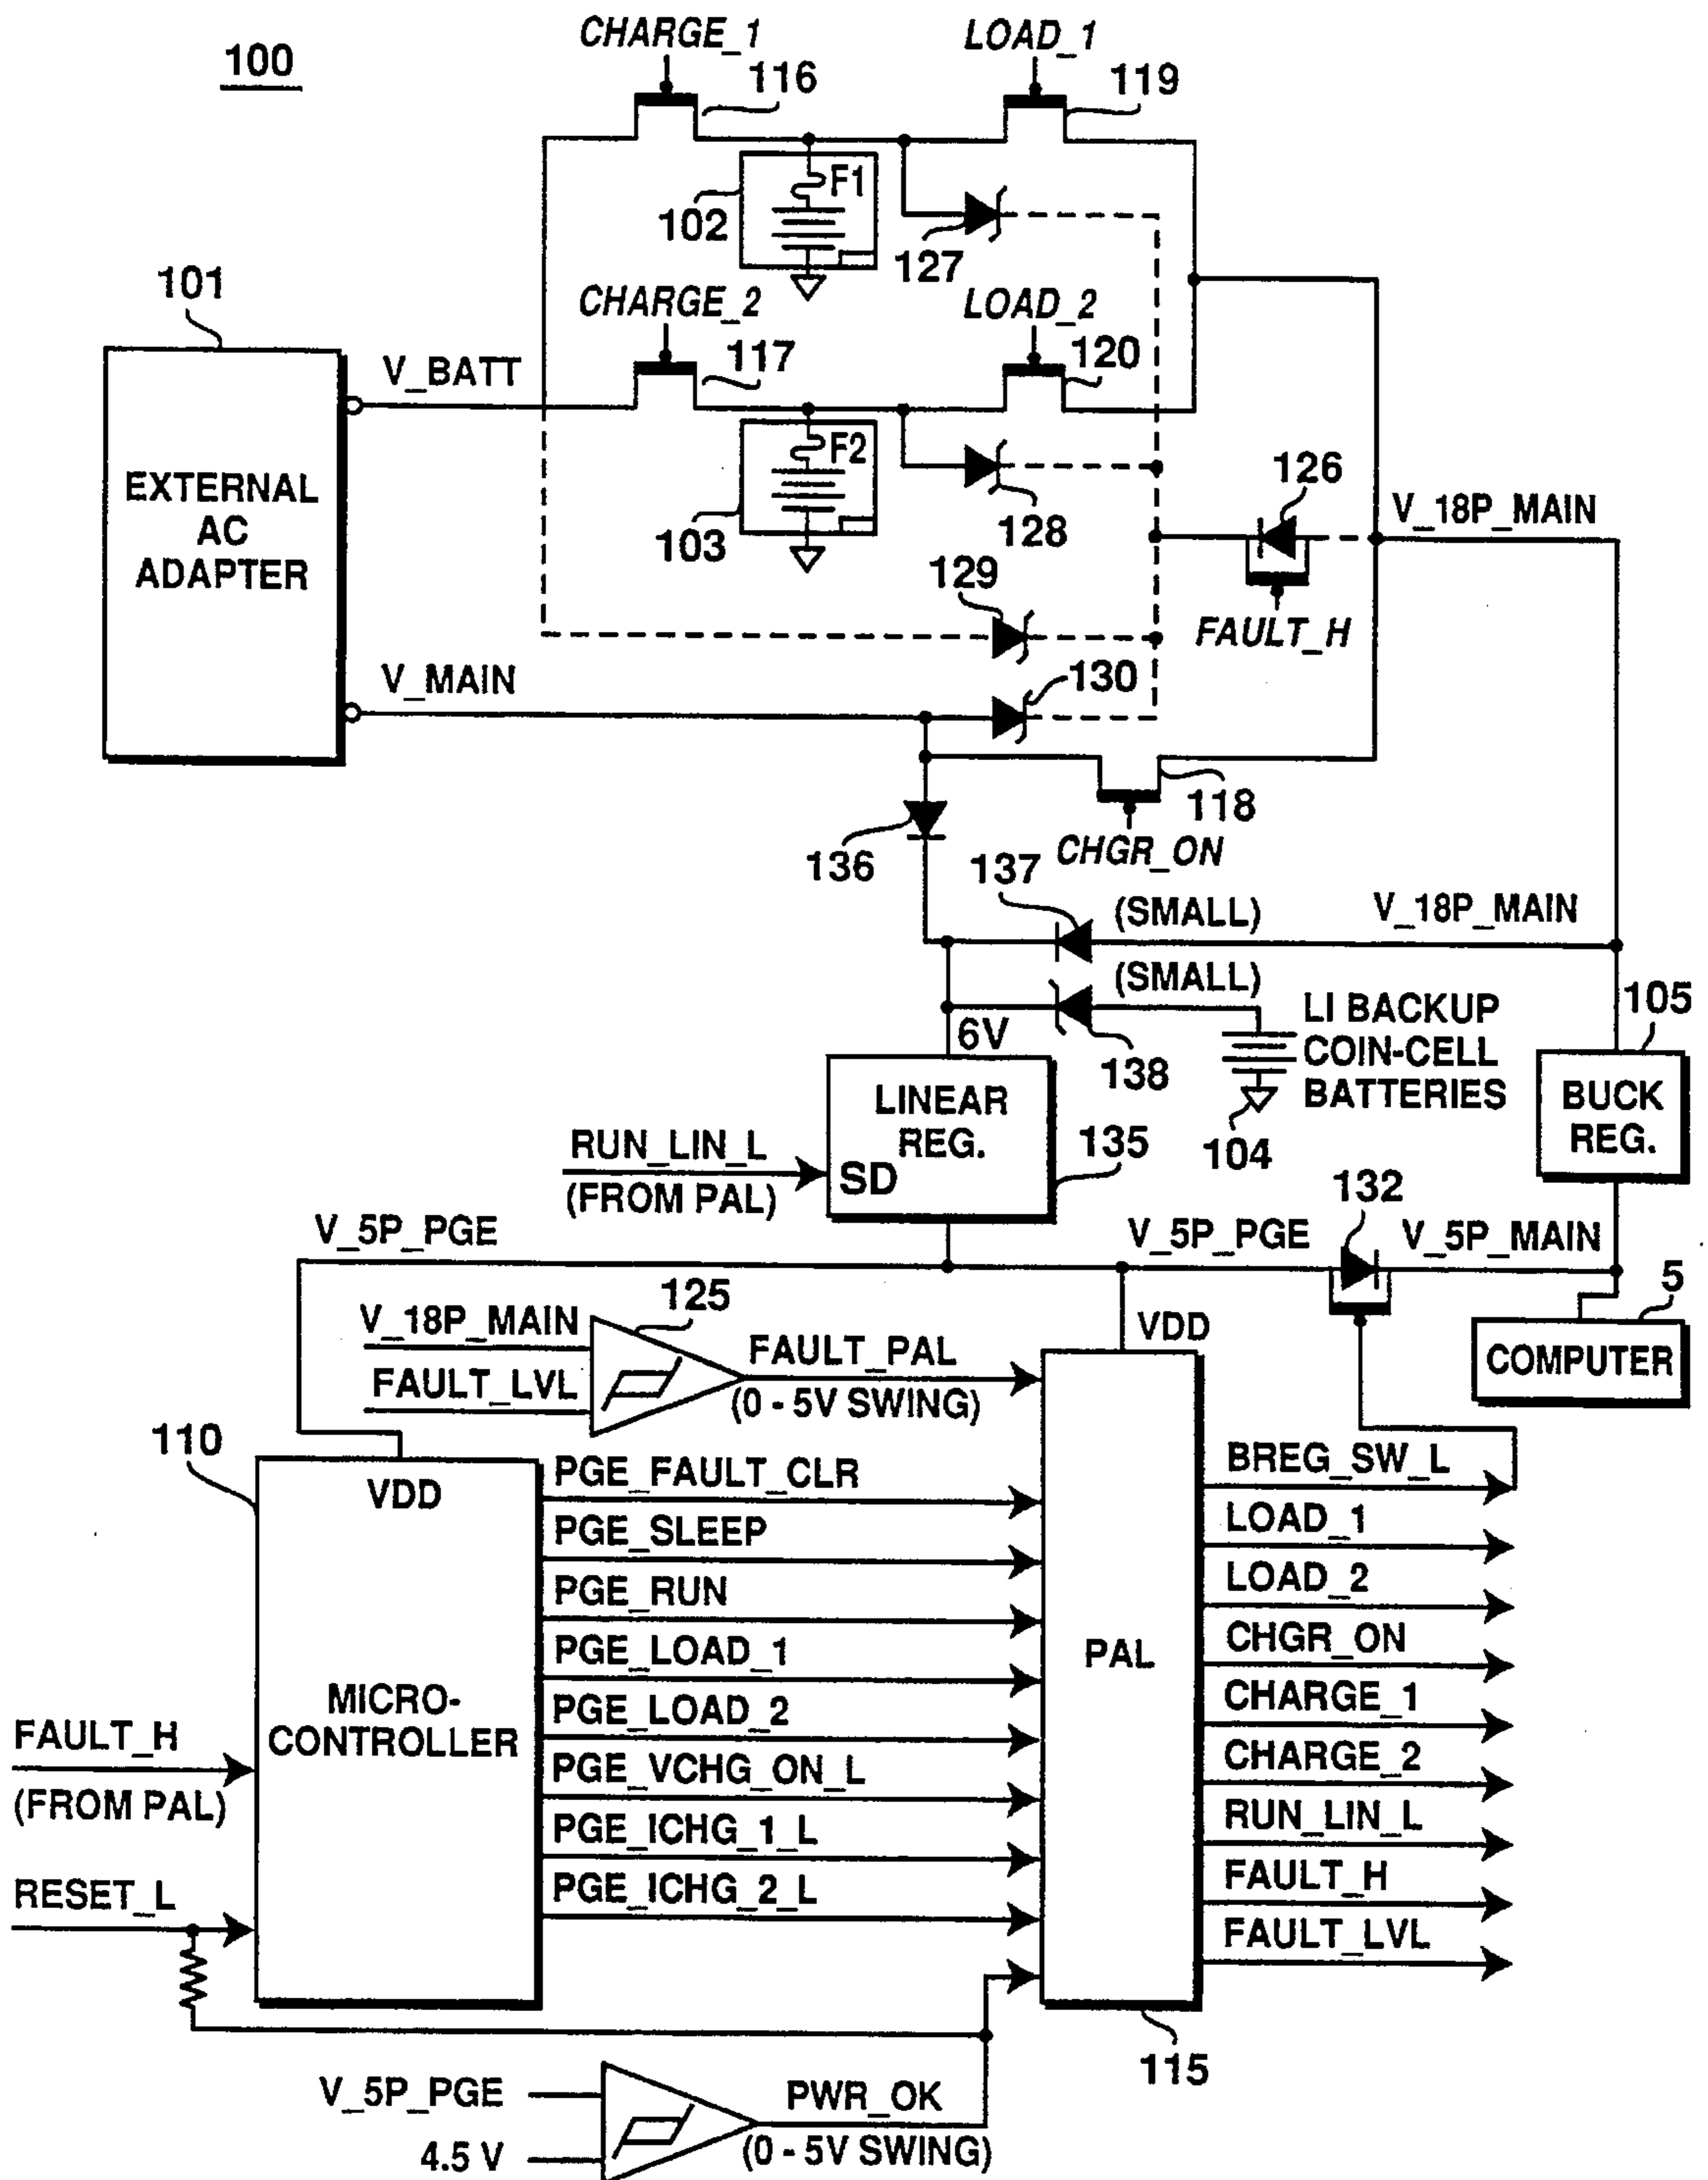 100
CHARGE_1
116
LOAD_1
119
F1
102
127
101
CHARGE_2
117
LOAD_2
120
V_BATT
F2
103
128
126
V_18P_MAIN
EXTERNAL
AC
ADAPTER
129
FAULT_H
V_MAIN
130
118
136
CHGR_ON
137
(SMALL)
V_18P_MAIN
(SMALL)
6V
138
LI BACKUP
COIN-CELL
BATTERIES
104
105
BUCK
REG.
LINEAR
REG.
RUN_LIN_L
(FROM PAL)
SD
135
132
V_5P_PGE
V_5P_PGE
V_5P_MAIN
125
V_18P_MAIN
FAULT_LVL
FAULT_PAL
(0 - 5V SWING)
VDD
5
COMPUTER
110
VDD
MICRO-
CONTROLLER
PGE_FAULT_CLR
PGE_SLEEP
PGE_RUN
PGE_LOAD_1
PGE_LOAD_2
PGE_VCHG_ON_L
PGE_ICHG_1_L
PGE_ICHG_2_L
PAL
BREG_SW_L
LOAD_1
LOAD_2
CHGR_ON
CHARGE_1
CHARGE_2
RUN_LIN_L
FAULT_H
FAULT_LVL
FAULT_H
(FROM PAL)
RESET_L
115
V_5P_PGE
4.5 V
PWR_OK
(0 - 5V SWING)